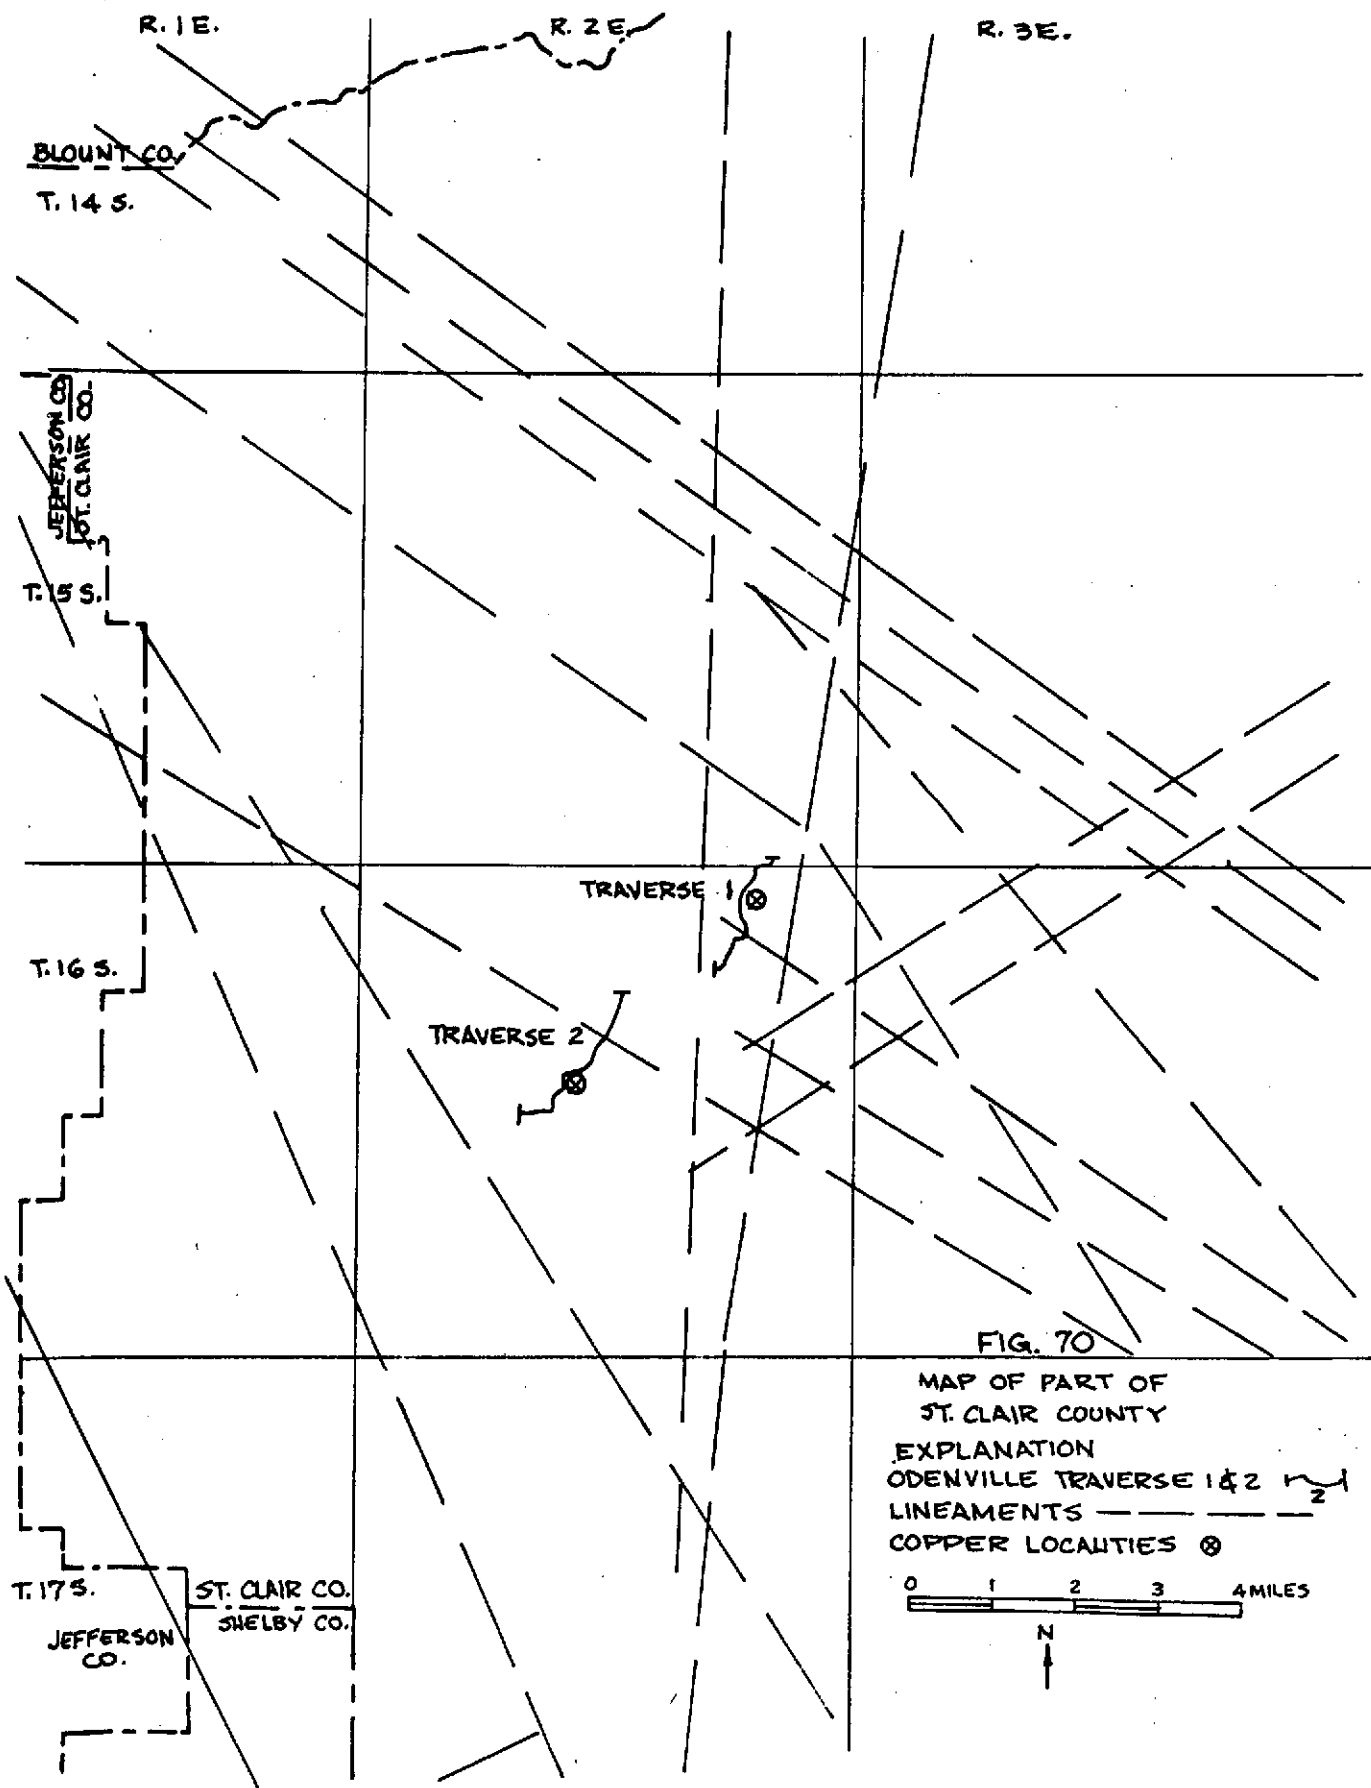 R. 1 E.
R. 2 E.
R. 3 E.
BLOUNT CO.
T. 14 S.
JEFFERSON CO.
ST. CLAIR CO.
T. 15 S.
TRAVERSE 1
T. 16 S.
TRAVERSE 2
FIG. 70
MAP OF PART OF
ST. CLAIR COUNTY
EXPLANATION
ODENVILLE TRAVERSE 1 & 2
2
LINEAMENTS
COPPER LOCALITIES
0 1 2 3 4 MILES
N
T. 17 S.
ST. CLAIR CO.
SHELBY CO.
JEFFERSON
CO.